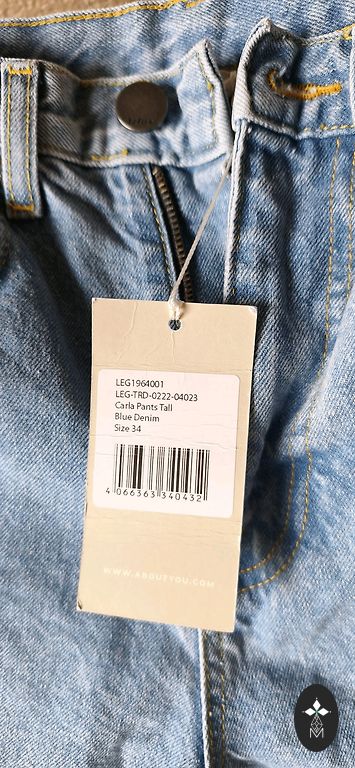 LEG1964001
LEG-TRD-0222-04023
Carla Pants Tall
Blue Denim
Size 34
4 066363 340432
WWW.ABOUTYOU.COM
M